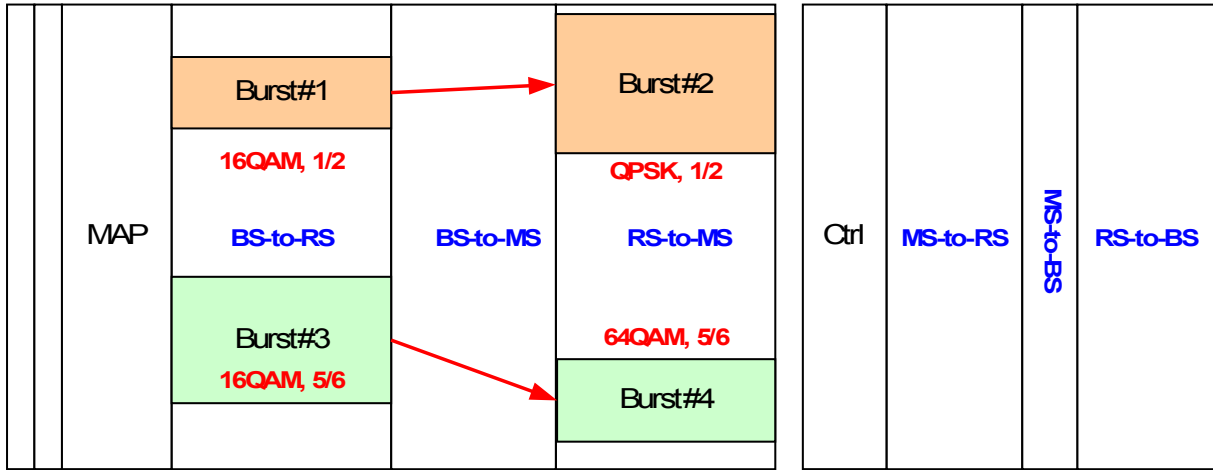 Burst#1
Burst#2
16QAM, 1/2
QPSK, 1/2
MAP
BS-to-RS
BS-to-MS
RS-to-MS
Ctrl
MS-to-RS
MS-to-BS
RS-to-BS
Burst#3
64QAM, 5/6
16QAM, 5/6
Burst#4